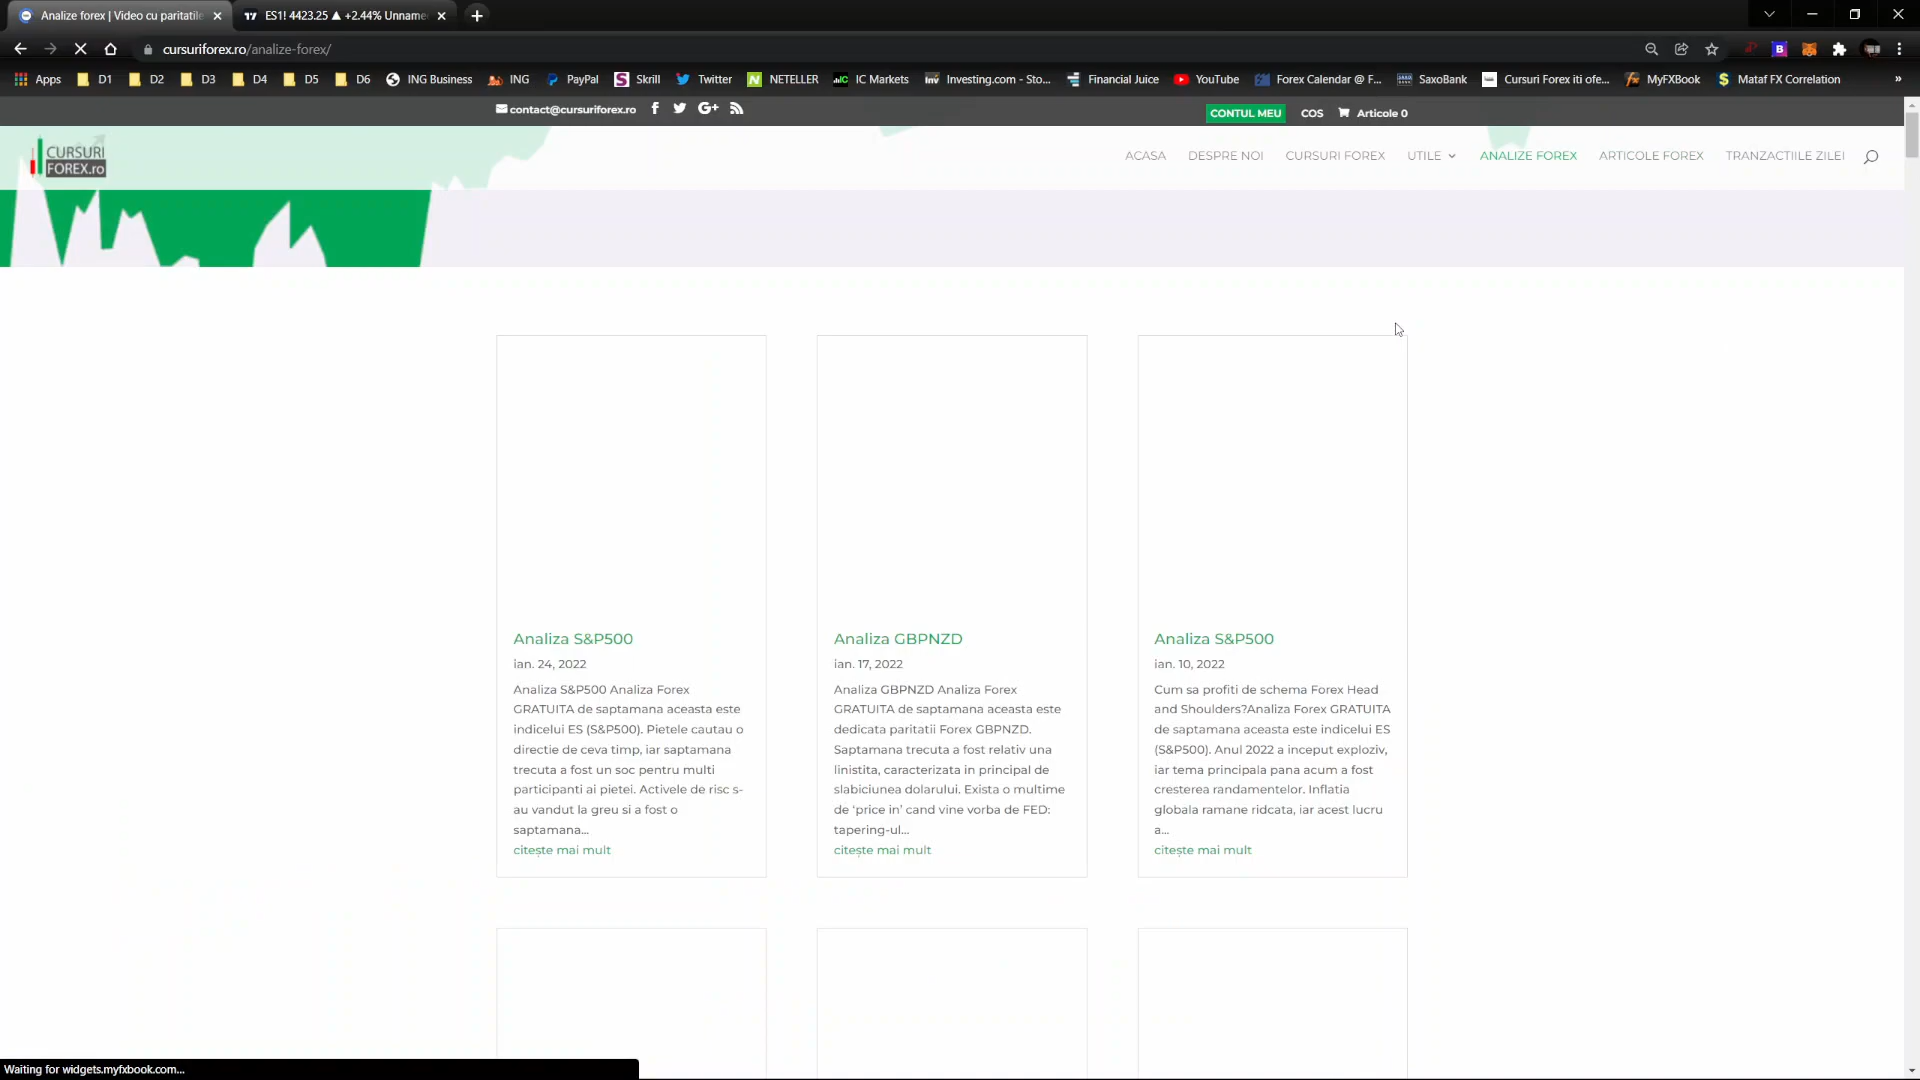 Analize forex | Video cu paritatile
ES1! 4423.25 ▲ +2.44% Unname
cursuriforex.ro/analize-forex/
Apps D1 D2 D3 D4 D5 D6 ING Business ING PayPal Skrill Twitter NETELLER IC Markets Investing.com - Sto... Financial Juice YouTube Forex Calendar @ F... SaxoBank Cursuri Forex iti ofe... MyFXBook Mataf FX Correlation »
contact@cursuriforex.ro
CONTUL MEU COS Articole 0
CURSURI
FOREX.ro
ACASA DESPRE NOI CURSURI FOREX UTILE ANALIZE FOREX ARTICOLE FOREX TRANZACTIILE ZILEI
Analiza S&P500
ian. 24, 2022
Analiza S&P500 Analiza Forex
GRATUITA de saptamana aceasta este
indicelui ES (S&P500). Pietele cautau o
directie de ceva timp, iar saptamana
trecuta a fost un soc pentru multi
participanti ai pietei. Activele de risc s-
au vandut la greu si a fost o
saptamana...
citește mai mult
Analiza GBPNZD
ian. 17, 2022
Analiza GBPNZD Analiza Forex
GRATUITA de saptamana aceasta este
dedicata paritatii Forex GBPNZD.
Saptamana trecuta a fost relativ una
linistita, caracterizata in principal de
slabiciunea dolarului. Exista o multime
de ‘price in’ cand vine vorba de FED:
tapering-ul...
citește mai mult
Analiza S&P500
ian. 10, 2022
Cum sa profiti de schema Forex Head
and Shoulders?Analiza Forex GRATUITA
de saptamana aceasta este indicelui ES
(S&P500). Anul 2022 a inceput exploziv,
iar tema principala pana acum a fost
cresterea randamentelor. Inflatia
globala ramane ridcata, iar acest lucru
a...
citește mai mult
Waiting for widgets.myfxbook.com...